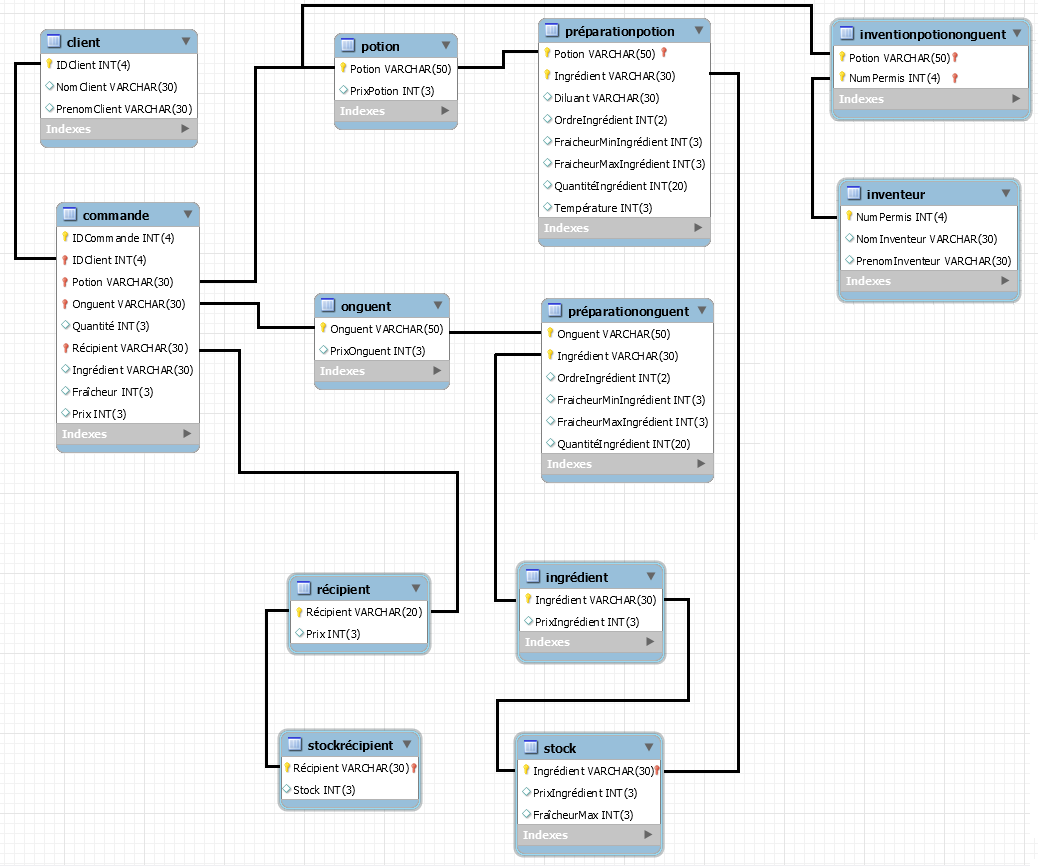 client
IDClient INT(4)
NomClient VARCHAR(30)
PrenomClient VARCHAR(30)
Indexes
potion
Potion VARCHAR(50)
PrixPotion INT(3)
Indexes
préparationpotion
Potion VARCHAR(50)
Ingrédient VARCHAR(30)
Diluant VARCHAR(30)
OrdreIngrédient INT(2)
FraicheurMinIngrédient INT(3)
FraicheurMaxIngrédient INT(3)
QuantitéIngrédient INT(20)
Température INT(3)
Indexes
inventionpotiononguent
Potion VARCHAR(50)
NumPermis INT(4)
Indexes
inventeur
NumPermis INT(4)
NomInventeur VARCHAR(30)
PrenomInventeur VARCHAR(30)
Indexes
commande
IDCommande INT(4)
IDClient INT(4)
Potion VARCHAR(30)
Onguent VARCHAR(30)
Quantité INT(3)
Récipient VARCHAR(30)
Ingrédient VARCHAR(30)
Fraîcheur INT(3)
Prix INT(3)
Indexes
onguent
Onguent VARCHAR(50)
PrixOnguent INT(3)
Indexes
préparationonguent
Onguent VARCHAR(50)
Ingrédient VARCHAR(30)
OrdreIngrédient INT(2)
FraicheurMinIngrédient INT(3)
FraicheurMaxIngrédient INT(3)
QuantitéIngrédient INT(20)
Indexes
récipient
Récipient VARCHAR(20)
Prix INT(3)
ingrédient
Ingrédient VARCHAR(30)
PrixIngrédient INT(3)
Indexes
stockrécipient
Récipient VARCHAR(30)
Stock INT(3)
stock
Ingrédient VARCHAR(30)
PrixIngrédient INT(3)
FraîcheurMax INT(3)
Indexes